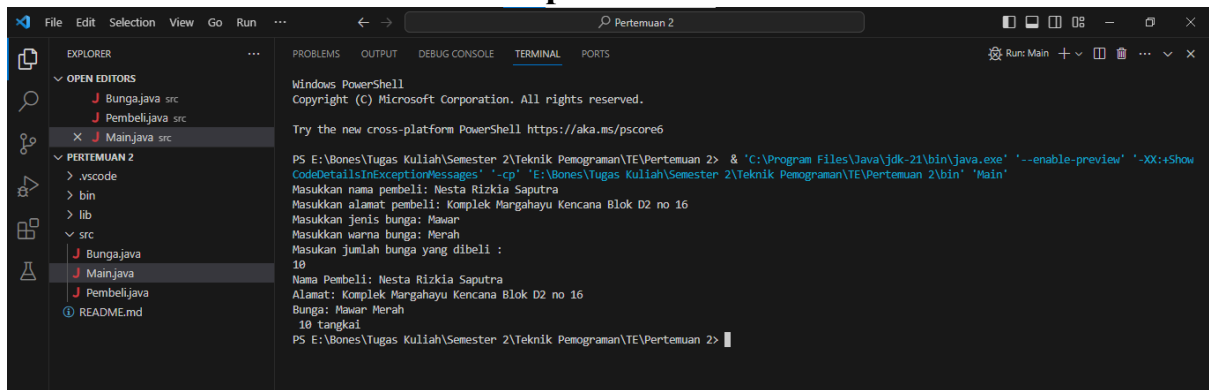 File Edit Selection View Go Run ...
Pertemuan 2
EXPLORER
OPEN EDITORS
Bunga.java src
Pembeli.java src
Main.java src
PERTEMUAN 2
.vscode
bin
lib
src
Bunga.java
Main.java
Pembeli.java
README.md
PROBLEMS OUTPUT DEBUG CONSOLE TERMINAL PORTS
Run: Main
Windows PowerShell
Copyright (C) Microsoft Corporation. All rights reserved.
Try the new cross-platform PowerShell https://aka.ms/pscore6
PS E:\Bones\Tugas Kuliah\Semester 2\Teknik Pemograman\TE\Pertemuan 2> & 'C:\Program Files\Java\jdk-21\bin\java.exe' '--enable-preview' '-XX:+Show
CodeDetailsInExceptionMessages' '-cp' 'E:\Bones\Tugas Kuliah\Semester 2\Teknik Pemograman\TE\Pertemuan 2\bin' 'Main'
Masukkan nama pembeli: Nesta Rizkia Saputra
Masukkan alamat pembeli: Komplek Margahayu Kencana Blok D2 no 16
Masukkan jenis bunga: Mawar
Masukkan warna bunga: Merah
Masukan jumlah bunga yang dibeli :
10
Nama Pembeli: Nesta Rizkia Saputra
Alamat: Komplek Margahayu Kencana Blok D2 no 16
Bunga: Mawar Merah
10 tangkai
PS E:\Bones\Tugas Kuliah\Semester 2\Teknik Pemograman\TE\Pertemuan 2>